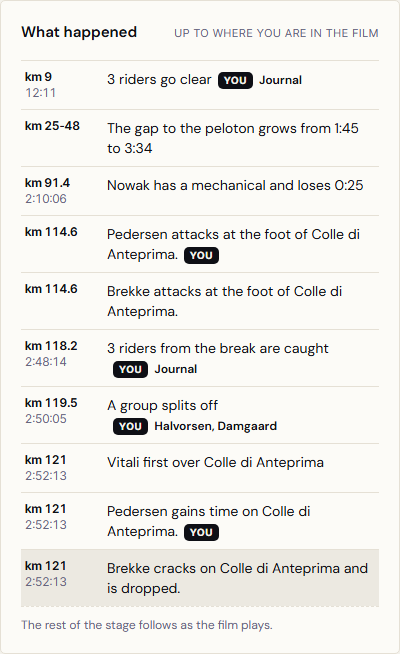 What happened UP TO WHERE YOU ARE IN THE FILM
km 9 3 riders go clear YOU Journal
12:11
km 25-48 The gap to the peloton grows from 1:45
to 3:34
km 91.4 Nowak has a mechanical and loses 0:25
2:10:06
km 114.6 Pedersen attacks at the foot of Colle di
Anteprima. YOU
km 114.6 Brekke attacks at the foot of Colle di
Anteprima.
km 118.2 3 riders from the break are caught
2:48:14 YOU Journal
km 119.5 A group splits off
2:50:05 YOU Halvorsen, Damgaard
km 121 Vitali first over Colle di Anteprima
2:52:13
km 121 Pedersen gains time on Colle di
2:52:13 Anteprima. YOU
km 121 Brekke cracks on Colle di Anteprima and
2:52:13 is dropped.
The rest of the stage follows as the film plays.